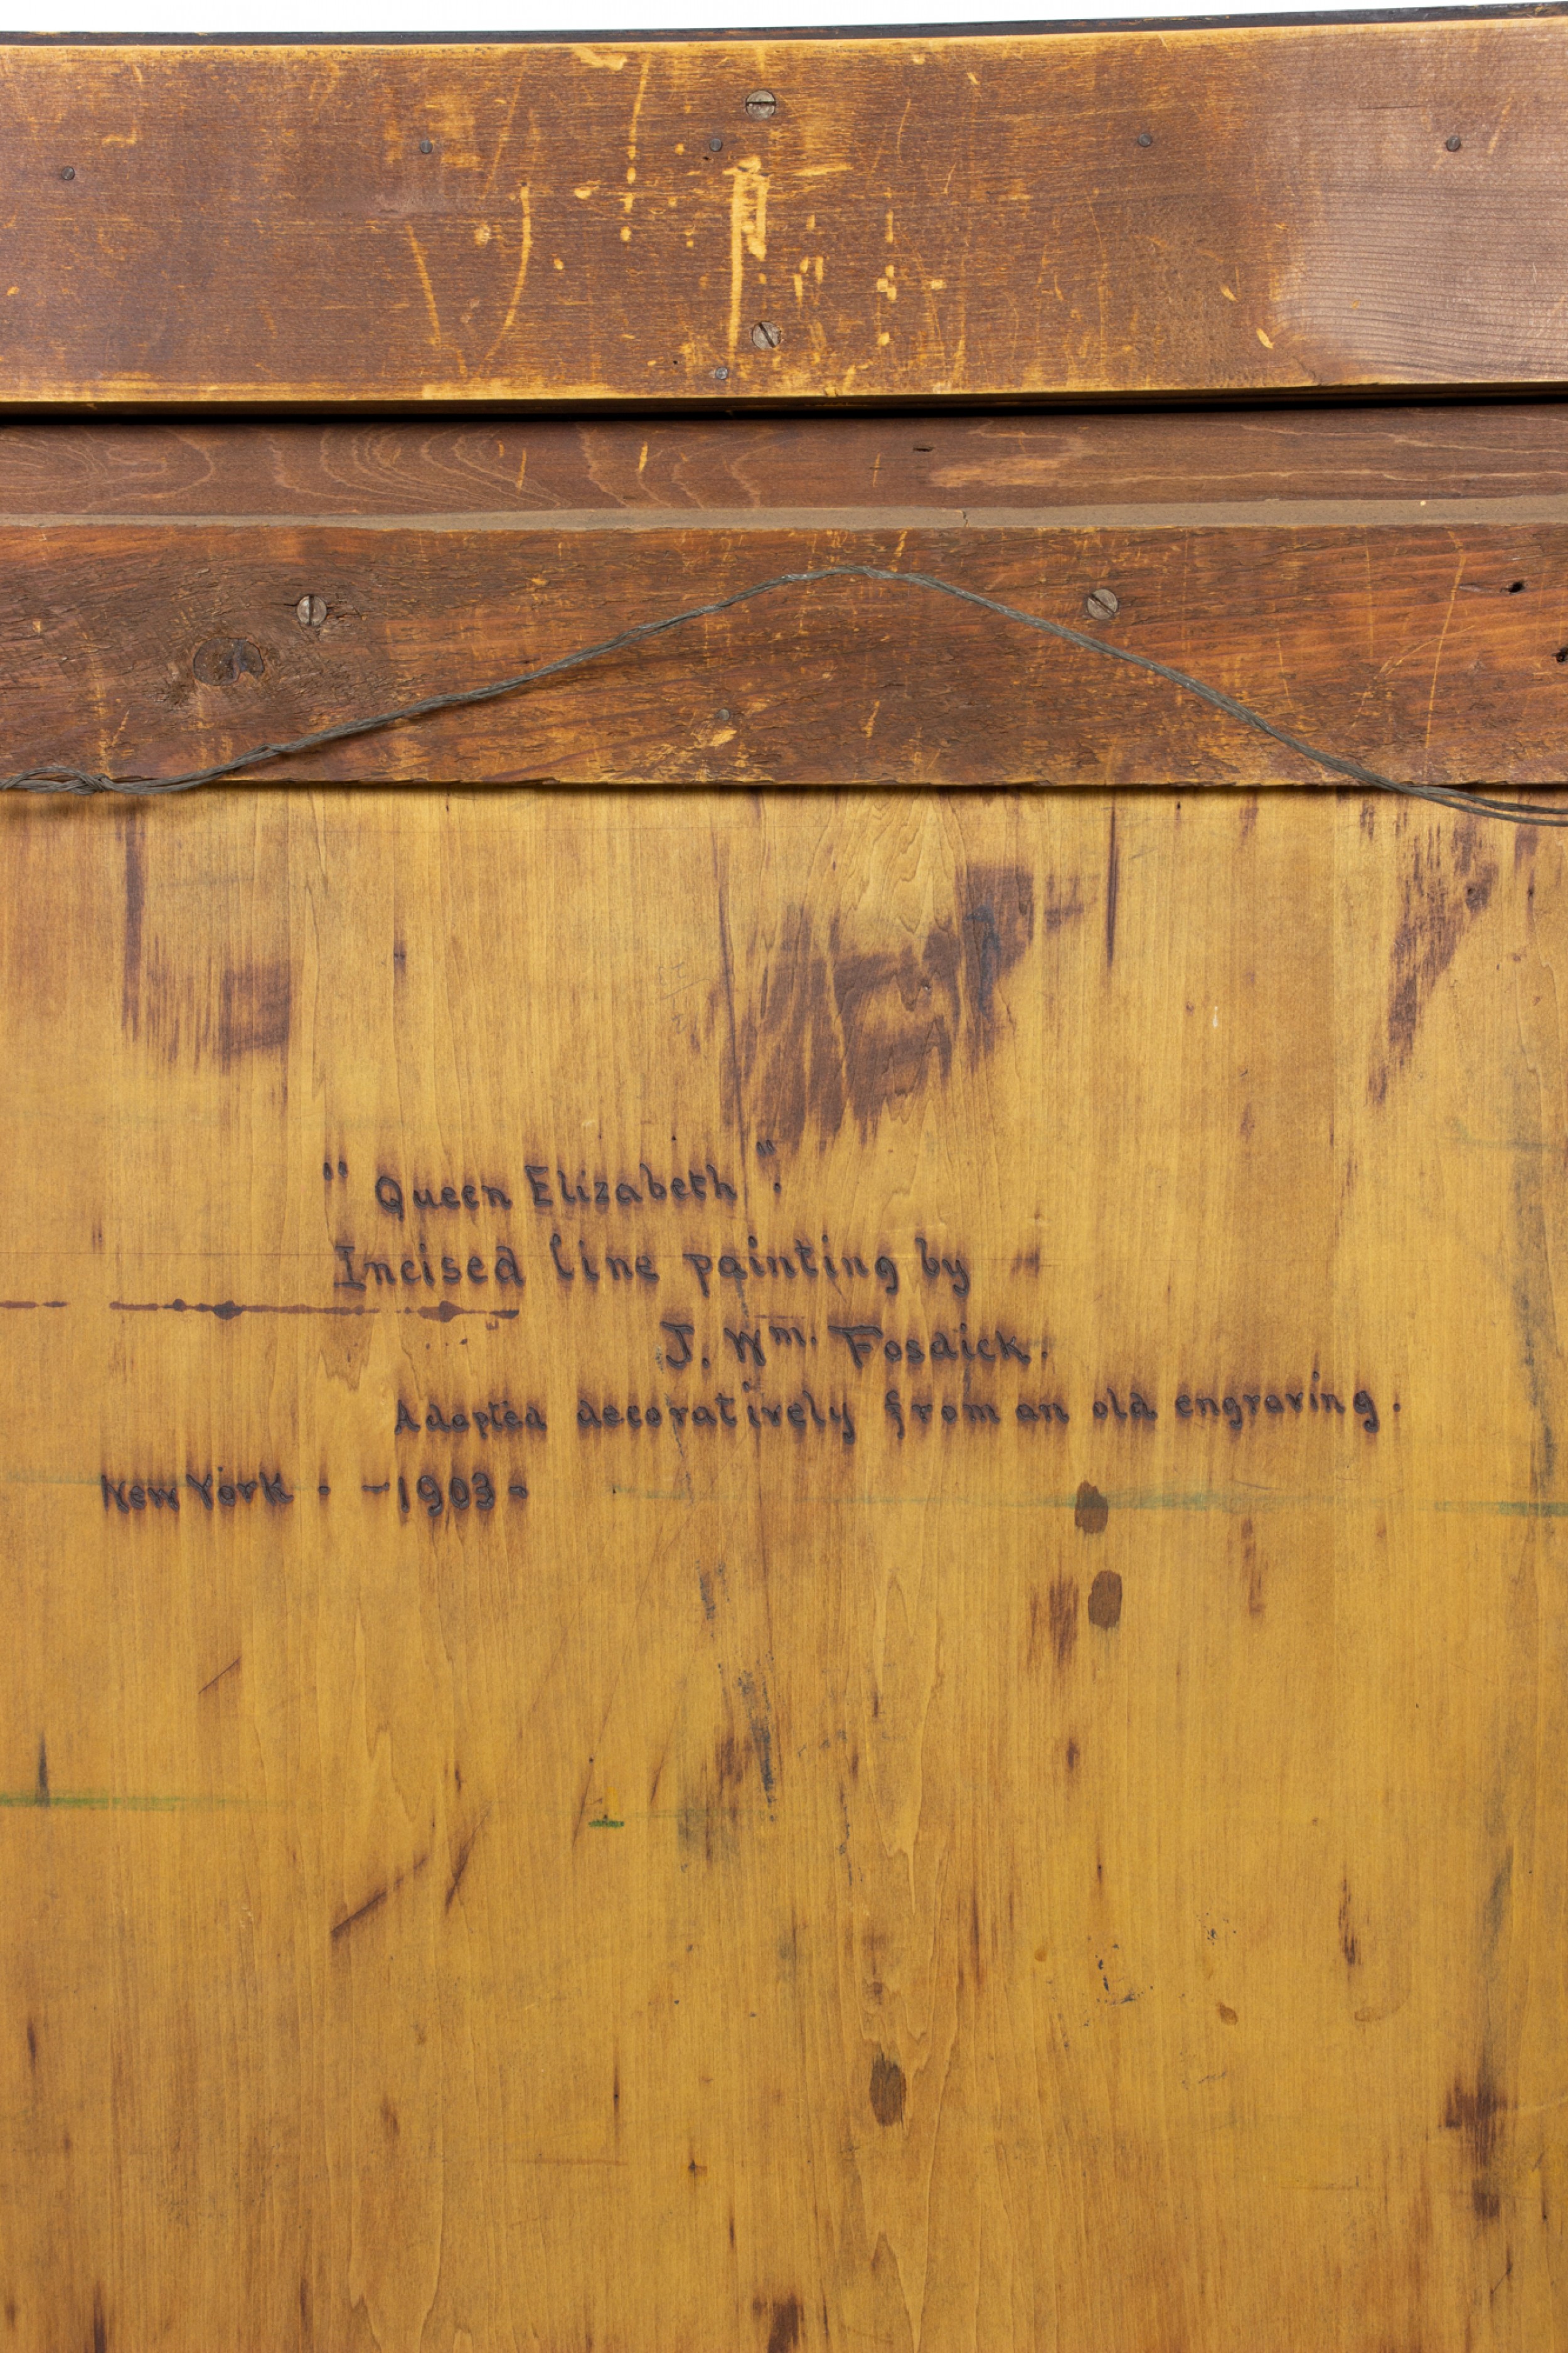 "Queen Elizabeth".
Incised line painting by
J. Wm. Fosdick.
Adapted decoratively from an old engraving.
New York . ~1903-